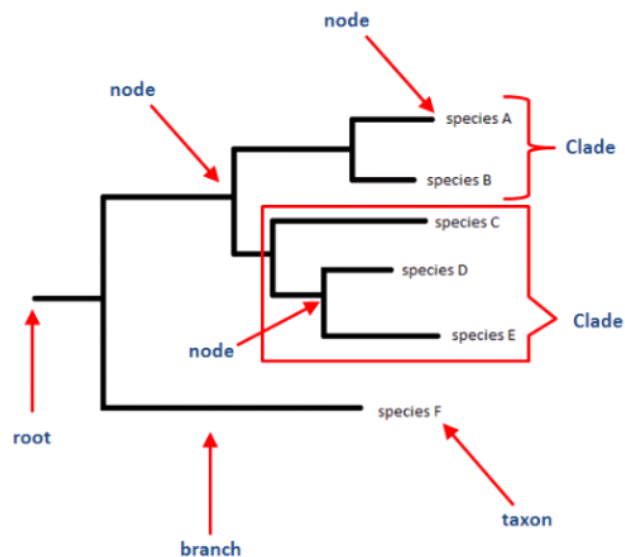 node
node
species A
Clade
species B
species C
species D
Clade
species E
node
species F
root
taxon
branch